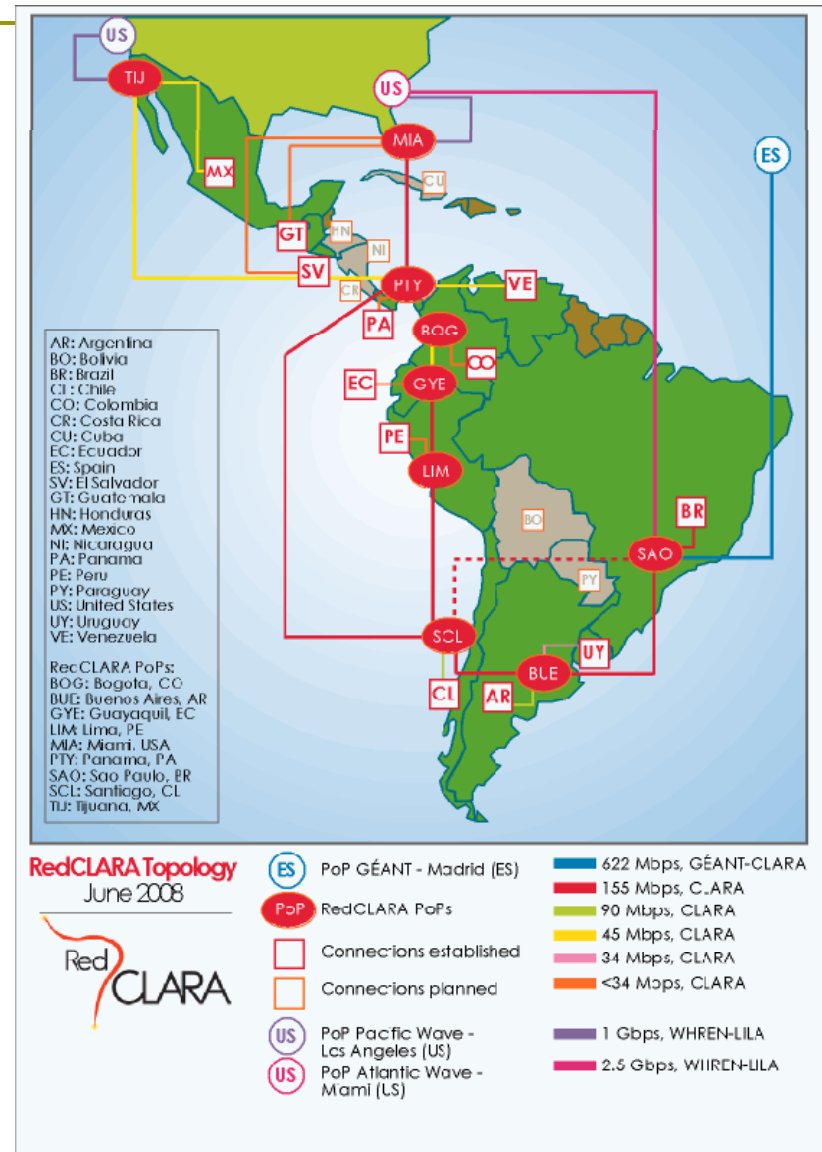 US
TIJ
US
MIA
ES
CU
MX
GT
HN
NI
SV
CR
PTY
VE
PA
BOG
CO
EC
GYE
PE
LIM
BO
BR
SAO
PY
SCL
UY
BUE
CL
AR
AR: Argentina
BO: Bolivia
BR: Brazil
CL: Chile
CO: Colombia
CR: Costa Rica
CU: Cuba
EC: Ecuador
ES: Spain
SV: El Salvador
GT: Guatemala
HN: Honduras
MX: Mexico
NI: Nicaragua
PA: Panama
PE: Peru
PY: Paraguay
US: United States
UY: Uruguay
VE: Venezuela
RedCLARA PoPs:
BOG: Bogota, CO
BUE: Buenos Aires, AR
GYE: Guayaquil, EC
LIM: Lima, PE
MIA: Miami, USA
PTY: Panama, PA
SAO: Sao Paulo, BR
SCL: Santiago, CL
TIJ: Tijuana, MX
RedCLARA Topology
June 2008
Red
CLARA
ES PoP GÉANT - Madrid (ES)
PoP RedCLARA PoPs
Connections established
Connections planned
US PoP Pacific Wave -
Los Angeles (US)
US PoP Atlantic Wave -
Miami (US)
622 Mbps, GÉANT-CLARA
155 Mbps, CLARA
90 Mbps, CLARA
45 Mbps, CLARA
34 Mbps, CLARA
<34 Mbps, CLARA
1 Gbps, WHREN-LILA
2.5 Gbps, WHREN-LILA